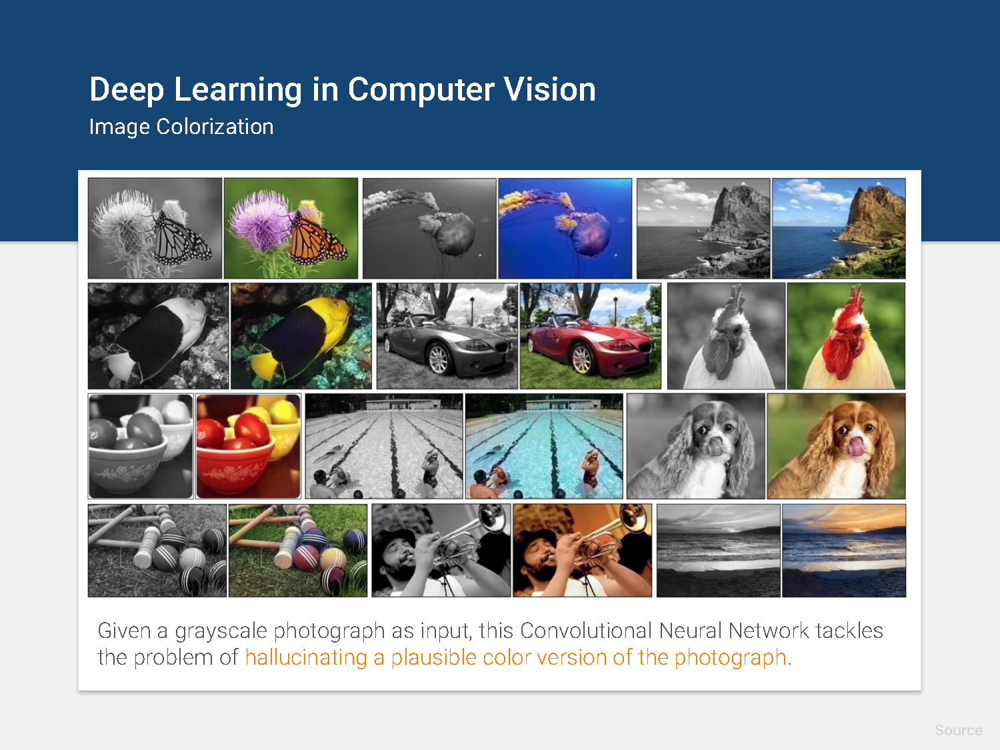 Deep Learning in Computer Vision
Image Colorization
Given a grayscale photograph as input, this Convolutional Neural Network tackles
the problem of hallucinating a plausible color version of the photograph.
Source